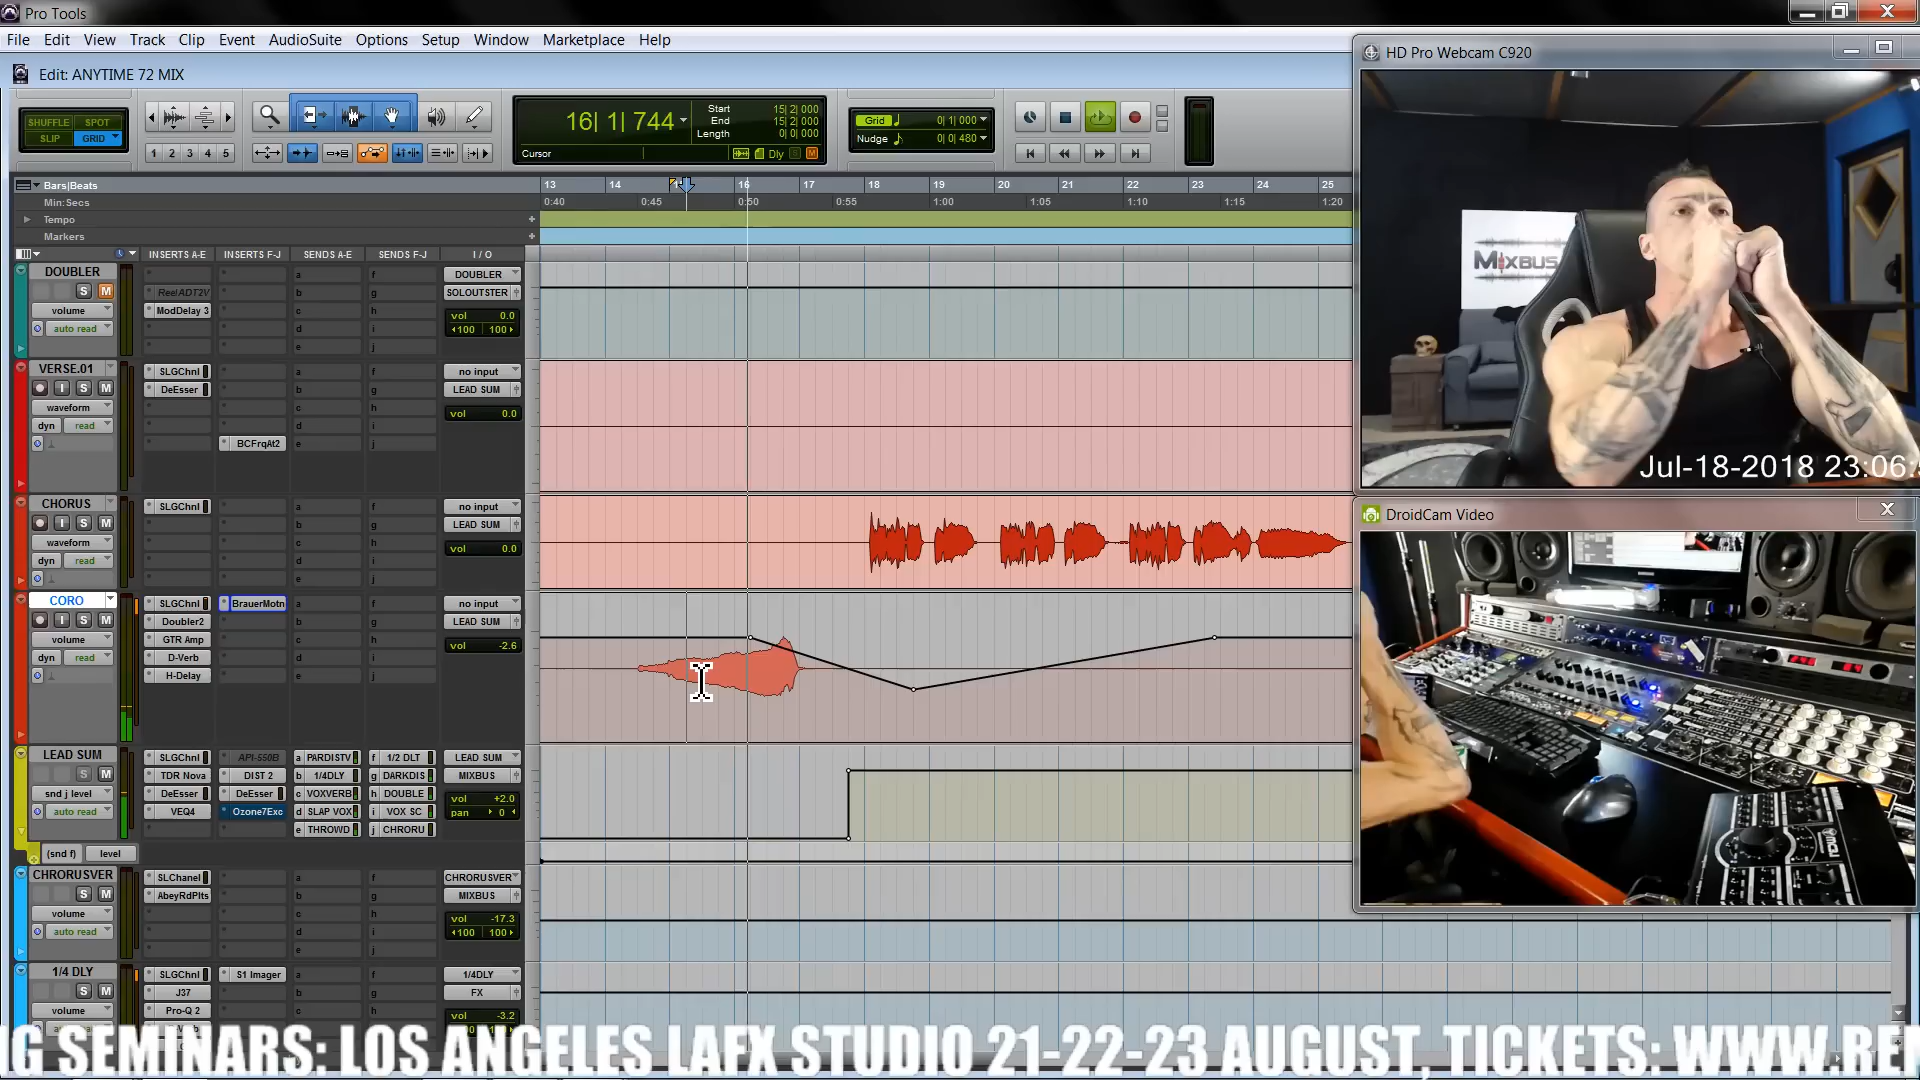 Pro Tools
File Edit View Track Clip Event AudioSuite Options Setup Window Marketplace Help
Edit: ANYTIME 72 MIX
SHUFFLE SPOT
SLIP GRID
1 2 3 4 5
16| 1| 744
Start 15| 2| 000
End 15| 2| 000
Length 0| 0| 000
Cursor
Dly
Grid 0| 1| 000
Nudge 0| 0| 480
HD Pro Webcam C920
Bars|Beats 13 14 16 17 18 19 20 21 22 23 24 25
Min:Secs 0:40 0:45 0:50 0:55 1:00 1:05 1:10 1:15 1:20
Tempo
Markers
INSERTS A-E INSERTS F-J SENDS A-E SENDS F-J I / O
DOUBLER a f DOUBLER
S M ReelADT2V b g SOLOUTSTER
volume ModDelay 3 c h vol 0.0
auto read d i 100 100
e j
VERSE.01 SLGChnl a f no input
I S M DeEsser b g LEAD SUM
waveform c h vol 0.0
dyn read d i
BCFrqAt2 e j
CHORUS SLGChnl a f no input
I S M b g LEAD SUM
waveform c h vol 0.0
dyn read d i
e j
CORO SLGChnl BrauerMotn a f no input
I S M Doubler2 b g LEAD SUM
volume GTR Amp c h vol -2.6
dyn read D-Verb d i
H-Delay e j
LEAD SUM SLGChnl API-550B a PARDISTV f 1/2 DLT LEAD SUM
S M TDR Nova DIST 2 b 1/4DLY g DARKDIS MIXBUS
snd j level DeEsser DeEsser c VOXVERB h DOUBLE vol +2.0
auto read VEQ4 Ozone7Exc d SLAP VOX i VOX SC pan 0
e THROWD j CHRORU
(snd f) level
CHRORUSVER SLChanel a f CHRORUSVER
S M AbeyRdPlts b g MIXBUS
volume c h vol -17.3
auto read d i 100 100
e j
1/4 DLY SLGChnl S1 Imager a f 1/4DLY
S M J37 b g FX
volume Pro-Q 2 c h vol -3.2
MIXBUS
Jul-18-2018 23:06:
DroidCam Video
G SEMINARS: LOS ANGELES LAFX STUDIO 21-22-23 AUGUST, TICKETS: WWW.RE